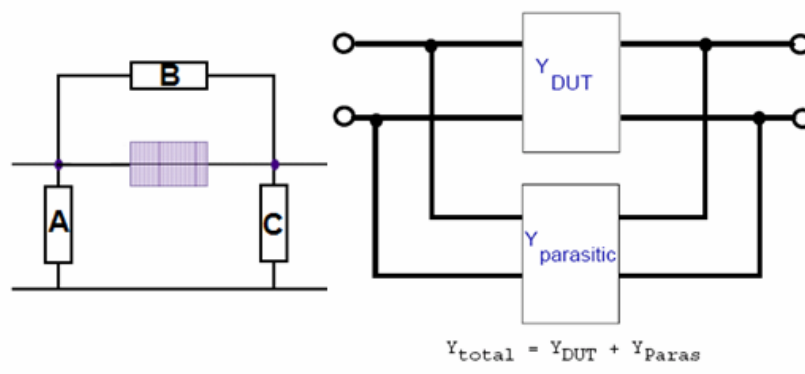 B
A
C
Y DUT
Y parasitic
Ytotal = YDUT + YParas